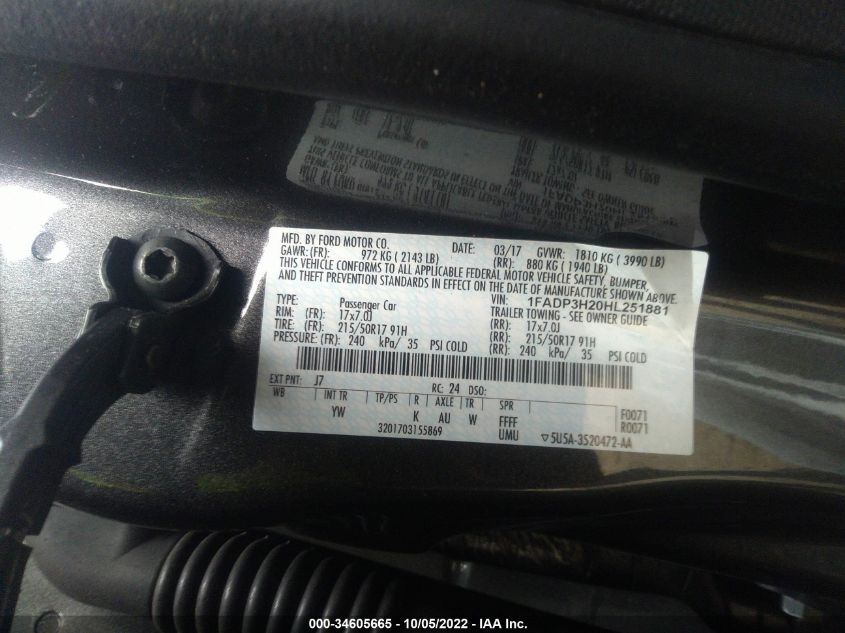 MFD. BY FORD MOTOR CO. DATE: 03/17 GVWR: 1810 KG ( 3990 LB)
GAWR: (FR): 972 KG ( 2143 LB) (RR): 880 KG ( 1940 LB)
THIS VEHICLE CONFORMS TO ALL APPLICABLE FEDERAL MOTOR VEHICLE SAFETY, BUMPER,
AND THEFT PREVENTION STANDARDS IN EFFECT ON THE DATE OF MANUFACTURE SHOWN ABOVE.
VIN: 1FADP3H20HL251881
TYPE: Passenger Car TRAILER TOWING - SEE OWNER GUIDE
RIM: (FR): 17x7.0J (RR): 17x7.0J
TIRE: (FR): 215/50R17 91H (RR): 215/50R17 91H
PRESSURE: (FR): 240 kPa/ 35 PSI COLD (RR): 240 kPa/ 35 PSI COLD
EXT PNT: J7 RC: 24 DSO:
WB INT TR TP/PS R AXLE TR SPR
YW K AU W FFFF F0071
3201703155869 UMU R0071
▽5U5A-3520472-AA
000-34605665 - 10/05/2022 - IAA Inc.